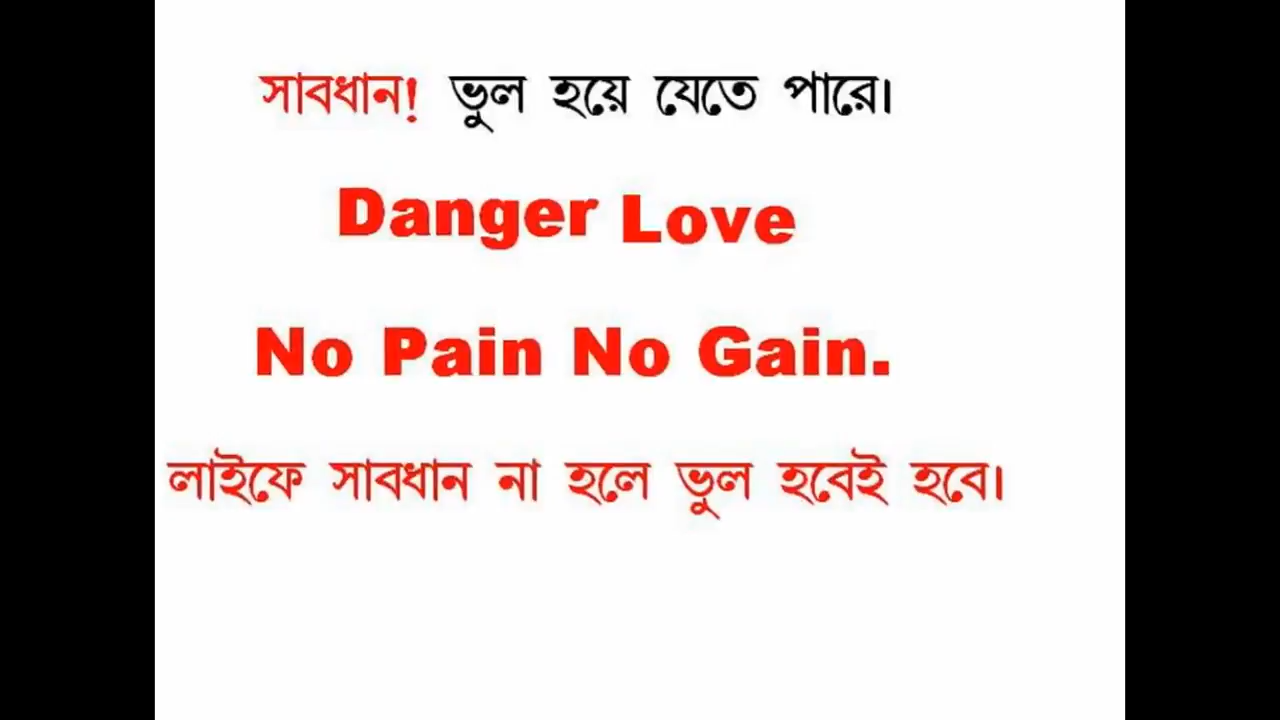 সাবধান! ভুল হয়ে যেতে পারে।
Danger Love
No Pain No Gain.
লাইফে সাবধান না হলে ভুল হবেই হবে।